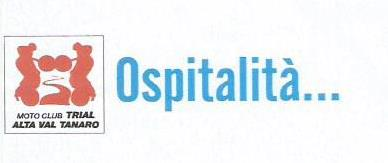 MOTO CLUB TRIAL
ALTA VAL TANARO
Ospitalità...